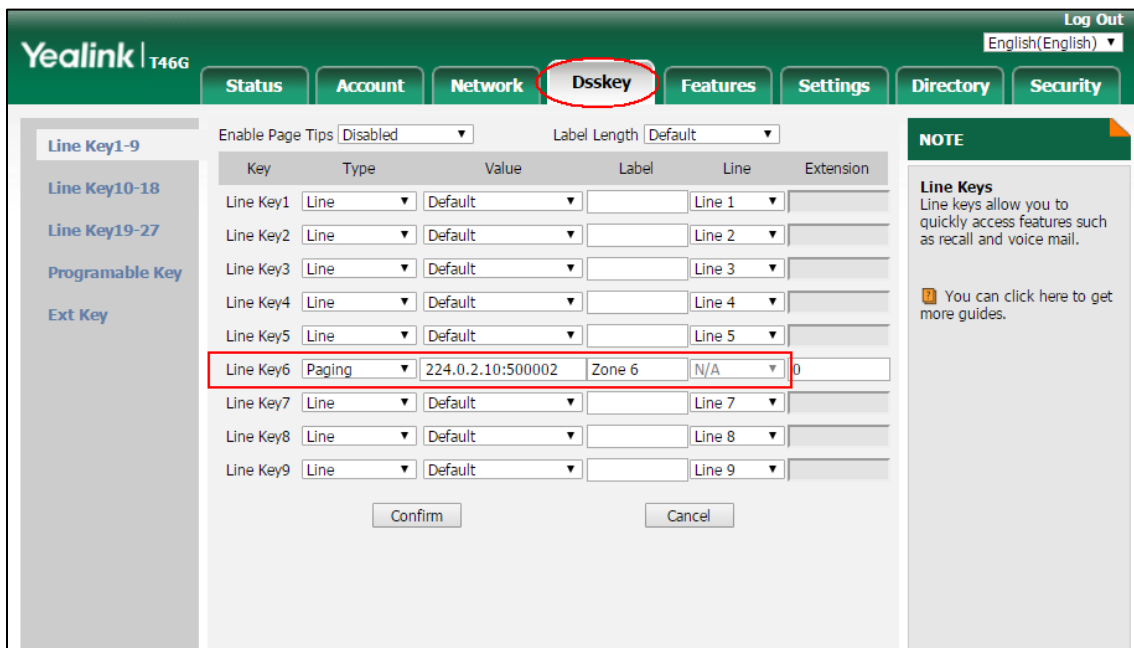 Log Out
English(English)
Yealink | T46G
Status Account Network Dsskey Features Settings Directory Security
Line Key1-9
Line Key10-18
Line Key19-27
Programable Key
Ext Key
Enable Page Tips Disabled Label Length Default
Key Type Value Label Line Extension
Line Key1 Line Default Line 1
Line Key2 Line Default Line 2
Line Key3 Line Default Line 3
Line Key4 Line Default Line 4
Line Key5 Line Default Line 5
Line Key6 Paging 224.0.2.10:500002 Zone 6 N/A 0
Line Key7 Line Default Line 7
Line Key8 Line Default Line 8
Line Key9 Line Default Line 9
Confirm Cancel
NOTE
Line Keys
Line keys allow you to
quickly access features such
as recall and voice mail.
You can click here to get
more guides.